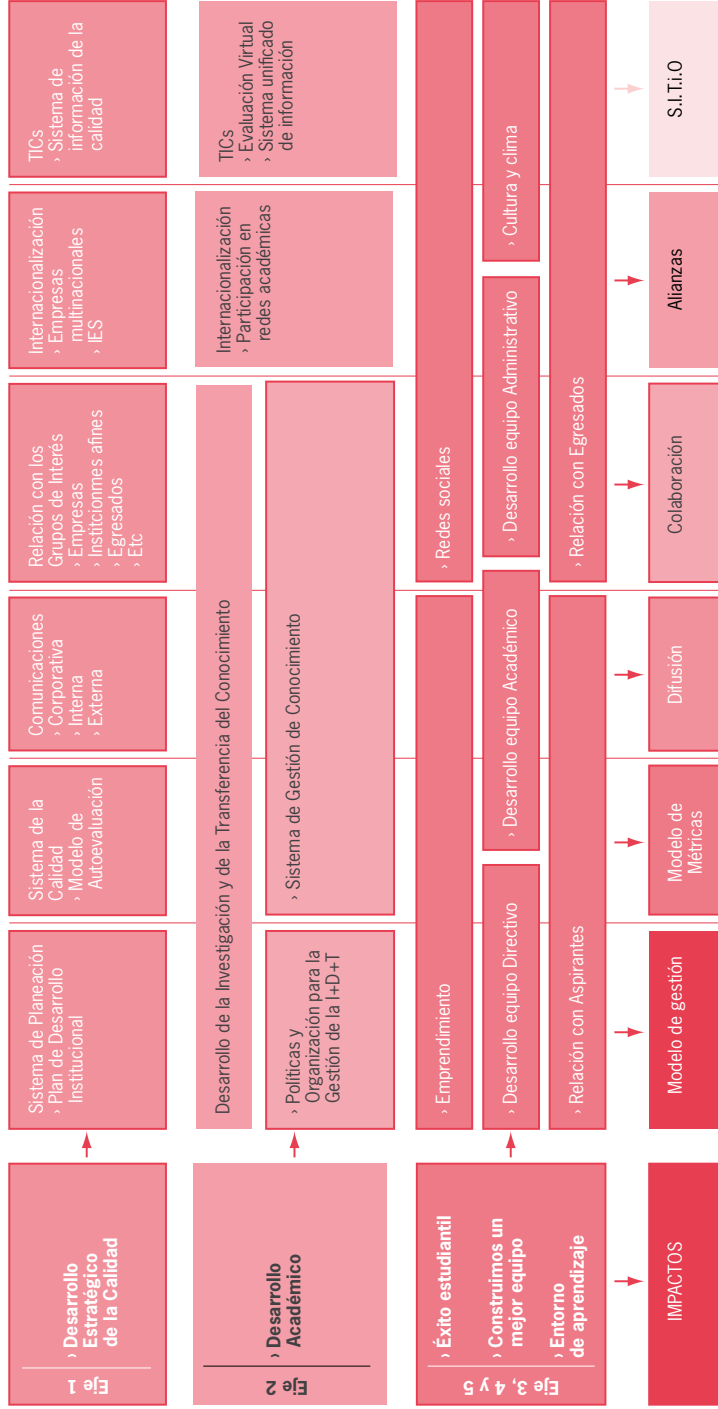 Eje 1
› Desarrollo
Estratégico
de la Calidad
Sistema de Planeación
› Plan de Desarrollo
Institucional
Sistema de la
Calidad
› Modelo de
Autoevaluación
Comunicaciones
› Corporativa
› Interna
› Externa
Relación con los
Grupos de Interés
› Empresas
› Institcionmes afines
› Egresados
› Etc
Internacionalización
› Empresas
multinacionales
› IES
TICs
› Sistema de
información de la
calidad
Eje 2
› Desarrollo
Académico
Desarrollo de la Investigación y de la Transferencia del Conocimiento
› Políticas y
Organización para la
Gestión de la I+D+T
› Sistema de Gestión de Conocimiento
Internacionalización
› Participación en
redes académicas
TICs
› Evaluación Virtual
› Sistema unificado
de información
Eje 3, 4 y 5
› Éxito estudiantil
› Construimos un
mejor equipo
› Entorno
de aprendizaje
› Emprendimiento
› Redes sociales
› Desarrollo equipo Directivo
› Desarrollo equipo Académico
› Desarrollo equipo Administrativo
› Cultura y clima
› Relación con Aspirantes
› Relación con Egresados
IMPACTOS
Modelo de gestión
Modelo de
Métricas
Difusión
Colaboración
Alianzas
S.I.T.i.O